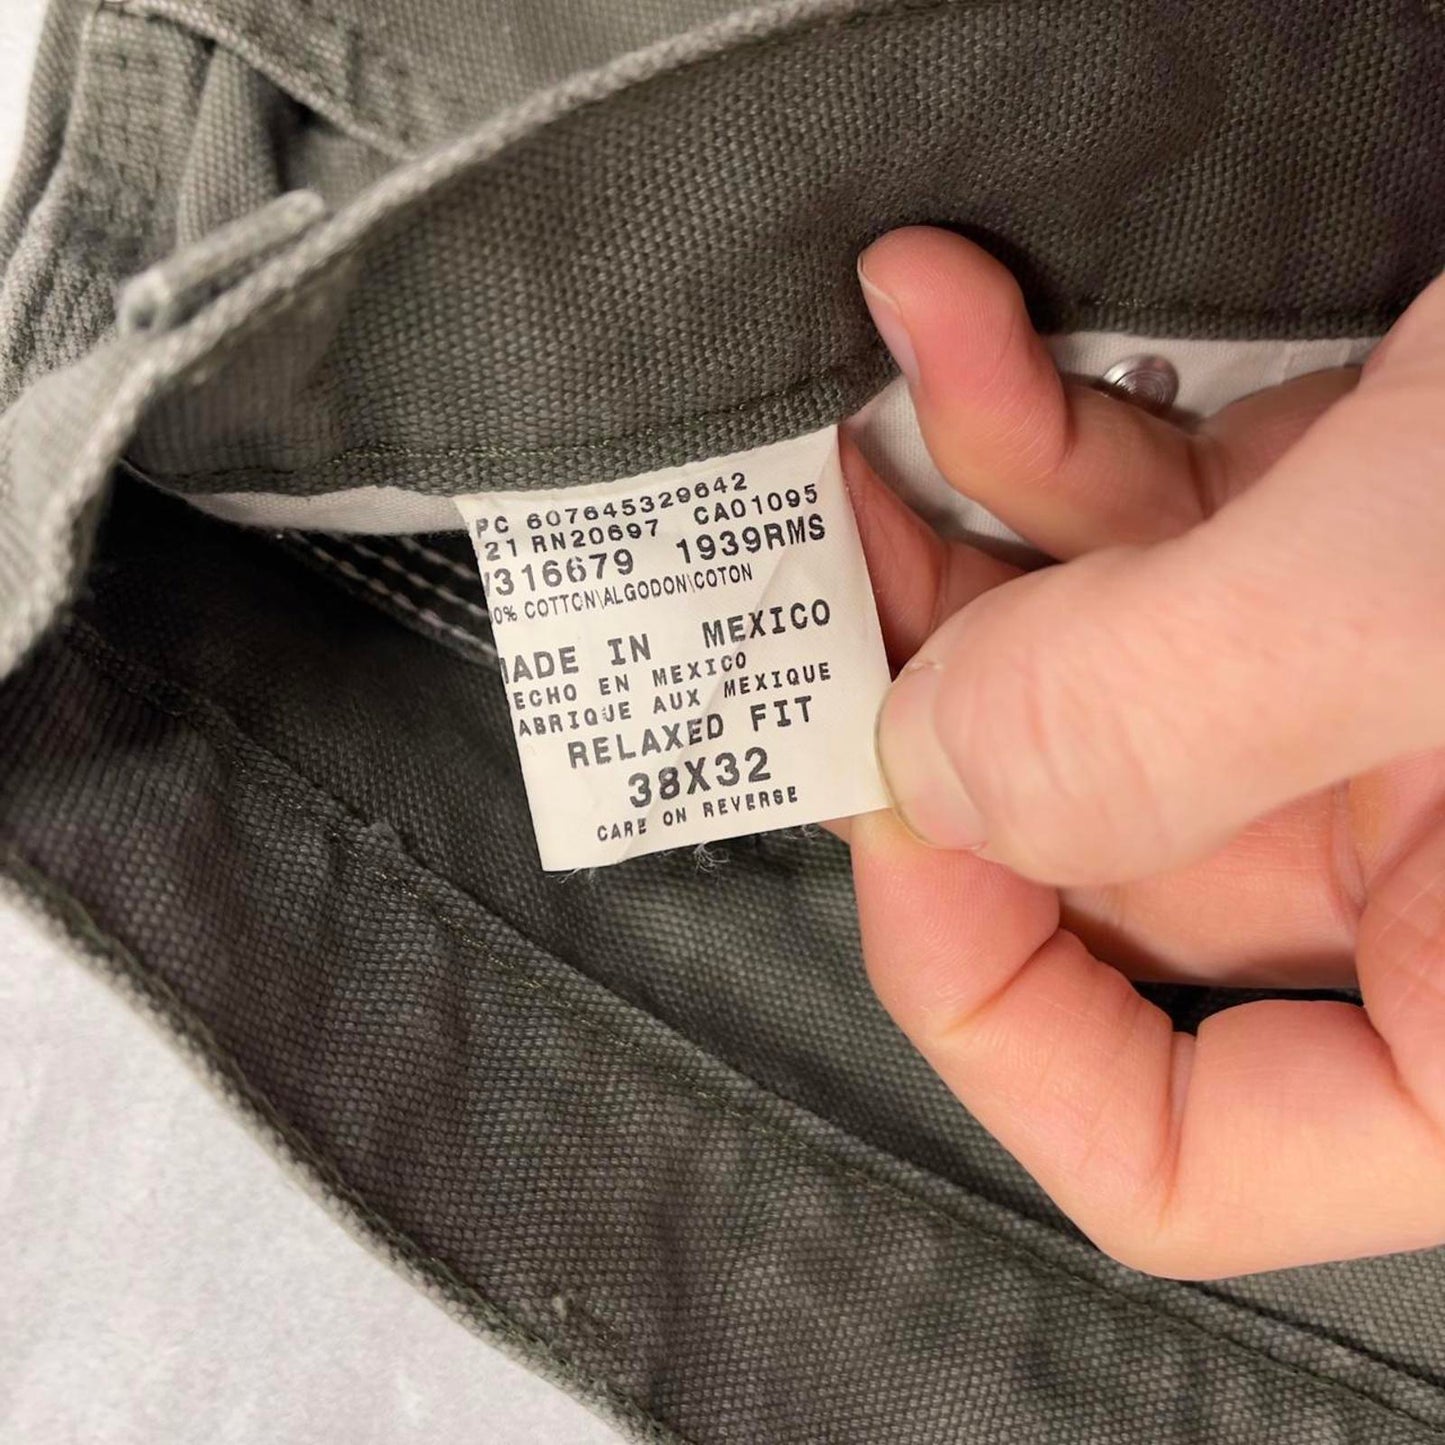 PC 607645329642
21 RN20697 CA01095
316679 1939RMS
0% COTTON\ALGODON\COTON
MADE IN MEXICO
ECHO EN MEXICO
ABRIQUE AUX MEXIQUE
RELAXED FIT
38X32
CARE ON REVERSE